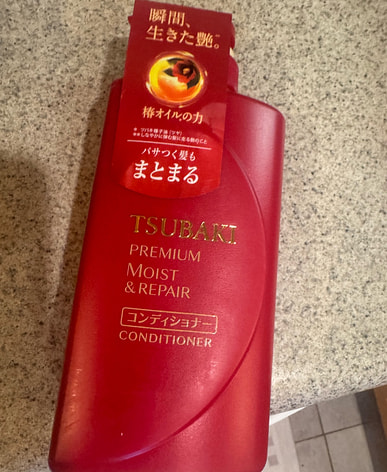 瞬間、
生きた艶。
椿オイルの力
パサつく髪も
まとまる
TSUBAKI
PREMIUM
MOIST
& REPAIR
コンディショナー
CONDITIONER